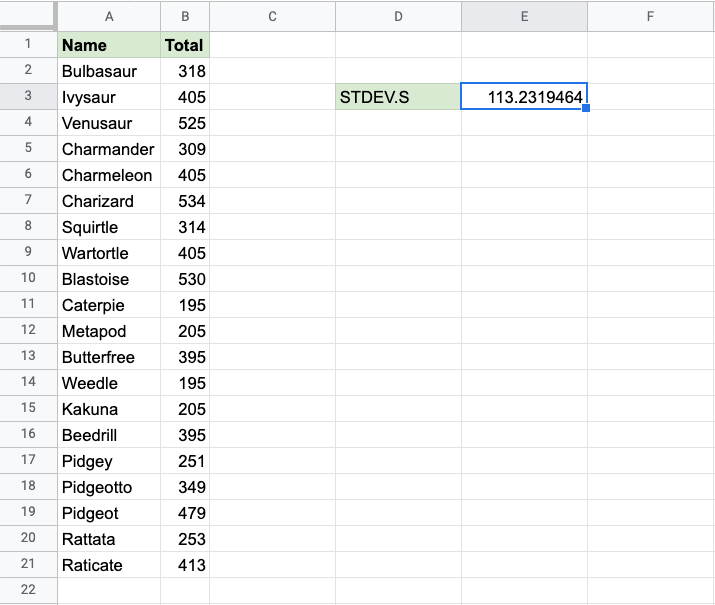 A B C D E F
1 Name Total
2 Bulbasaur 318
3 Ivysaur 405 STDEV.S 113.2319464
4 Venusaur 525
5 Charmander 309
6 Charmeleon 405
7 Charizard 534
8 Squirtle 314
9 Wartortle 405
10 Blastoise 530
11 Caterpie 195
12 Metapod 205
13 Butterfree 395
14 Weedle 195
15 Kakuna 205
16 Beedrill 395
17 Pidgey 251
18 Pidgeotto 349
19 Pidgeot 479
20 Rattata 253
21 Raticate 413
22